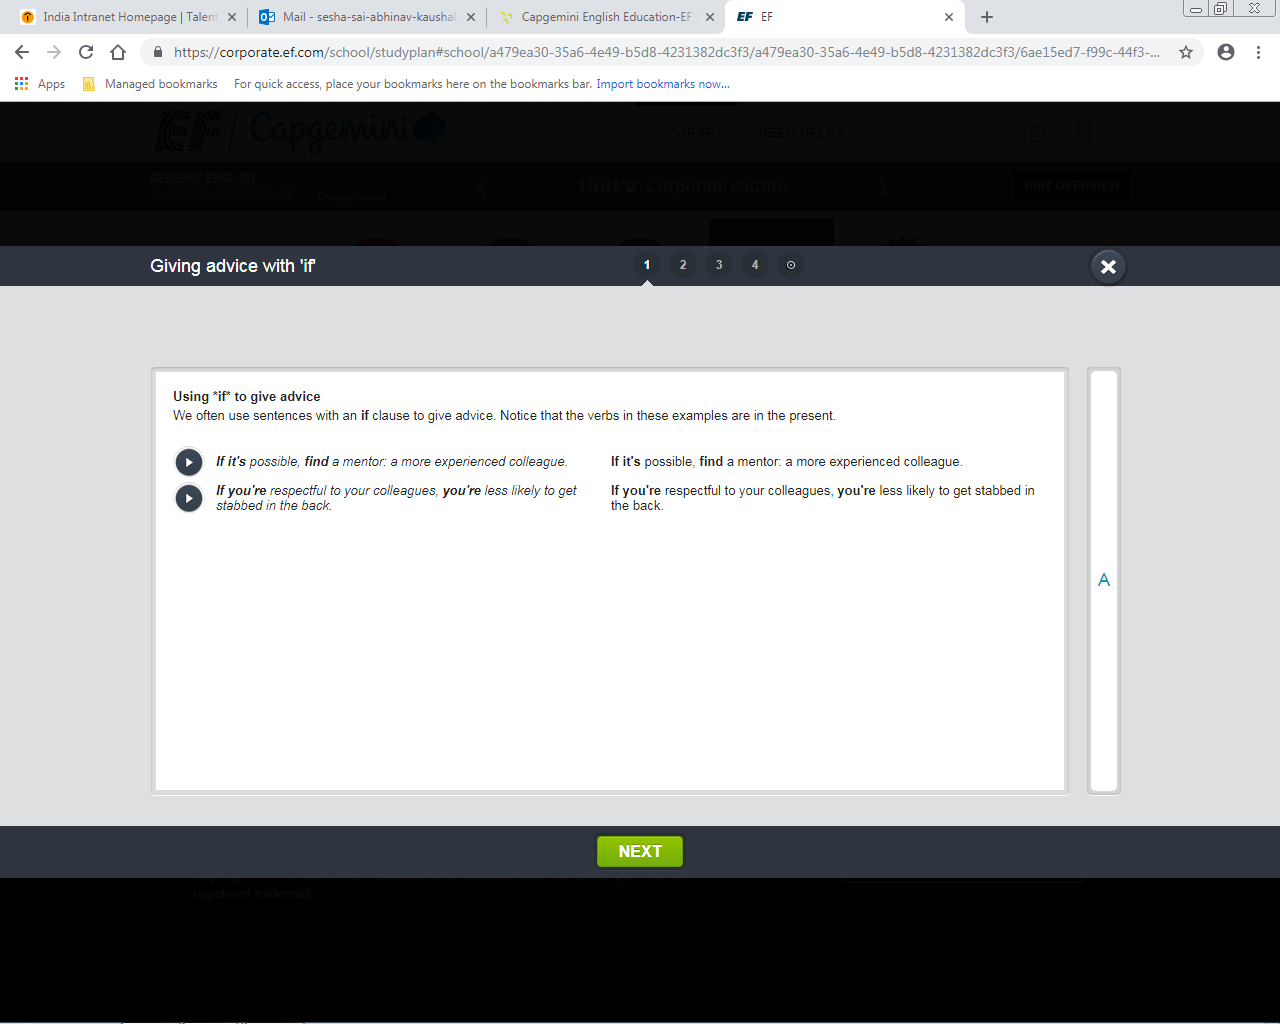 India Intranet Homepage | Talent
Mail - sesha-sai-abhinav-kaushal
Capgemini English Education-EF
EF EF
https://corporate.ef.com/school/studyplan#school/a479ea30-35a6-4e49-b5d8-4231382dc3f3/a479ea30-35a6-4e49-b5d8-4231382dc3f3/6ae15ed7-f99c-44f3-...
Apps Managed bookmarks For quick access, place your bookmarks here on the bookmarks bar. Import bookmarks now...
EF Capgemini COURSE NEED HELP?
GENERAL ENGLISH
Unit 2 Corporate culture
UNIT OVERVIEW
Change course
Giving advice with 'if'
1 2 3 4
Using *if* to give advice
We often use sentences with an if clause to give advice. Notice that the verbs in these examples are in the present.
If it's possible, find a mentor: a more experienced colleague.
If it's possible, find a mentor: a more experienced colleague.
If you're respectful to your colleagues, you're less likely to get
stabbed in the back.
If you're respectful to your colleagues, you're less likely to get stabbed in
the back.
A
NEXT
registered trademark